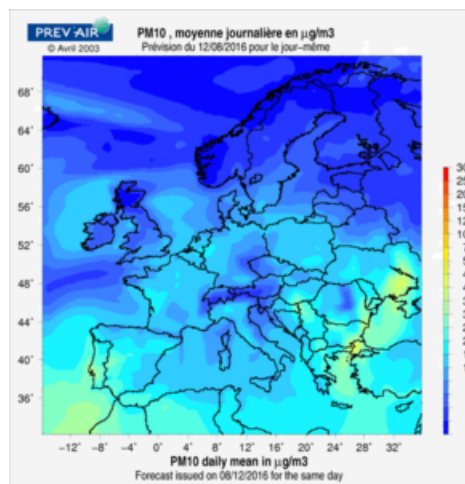 PREV'AIR
© Avril 2003
PM10 , moyenne journalière en µg/m3
Prévision du 12/08/2016 pour le jour-même
68°
64°
60°
56°
52°
48°
44°
40°
36°
−12° −8° −4° 0° 4° 8° 12° 16° 20° 24° 28° 32°
PM10 daily mean in µg/m3
Forecast issued on 08/12/2016 for the same day